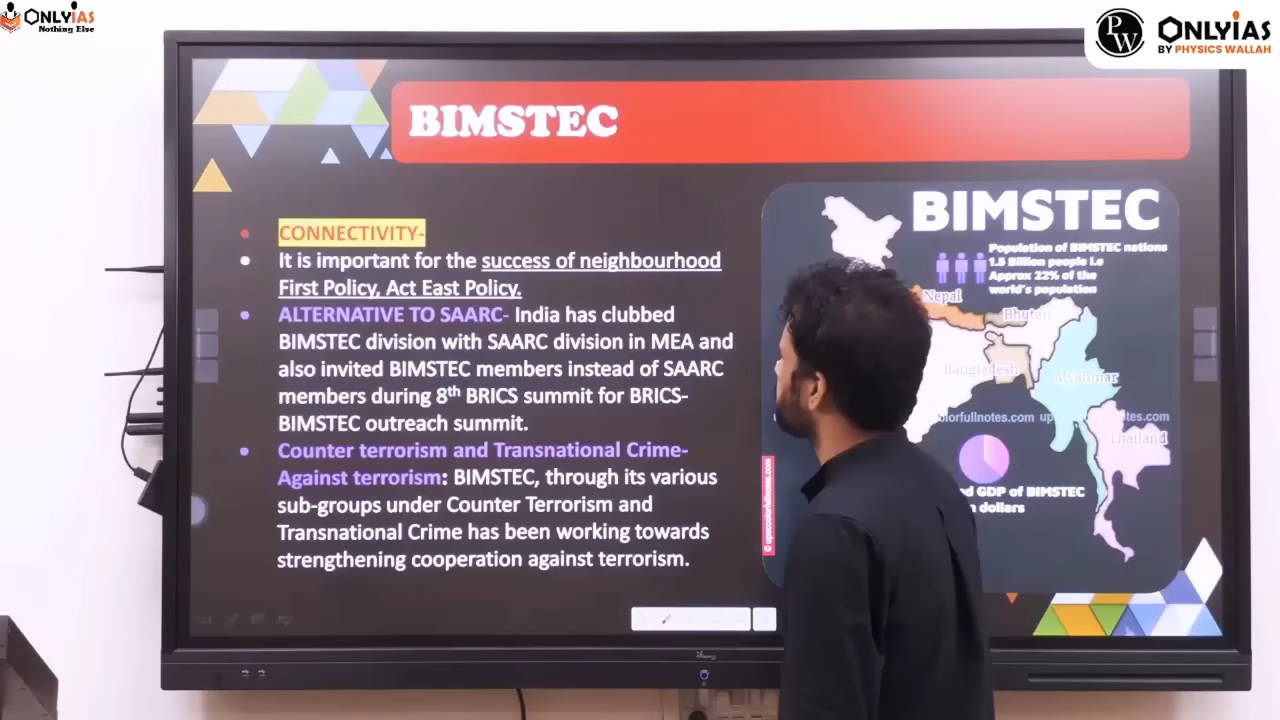 ONLYIAS
Nothing Else
PW
ONLYIAS
BY PHYSICS WALLAH
BIMSTEC
CONNECTIVITY-
It is important for the success of neighbourhood
First Policy, Act East Policy.
ALTERNATIVE TO SAARC- India has clubbed
BIMSTEC division with SAARC division in MEA and
also invited BIMSTEC members instead of SAARC
members during 8th BRICS summit for BRICS-
BIMSTEC outreach summit.
Counter terrorism and Transnational Crime-
Against terrorism: BIMSTEC, through its various
sub-groups under Counter Terrorism and
Transnational Crime has been working towards
strengthening cooperation against terrorism.
BIMSTEC
Population of BIMSTEC nations
1.5 Billion people i.e
Approx 22% of the
world's population
Nepal
Bhutan
Bangladesh
Myanmar
Thailand
GDP of BIMSTEC
dollars
© upsccolorfullnotes.com